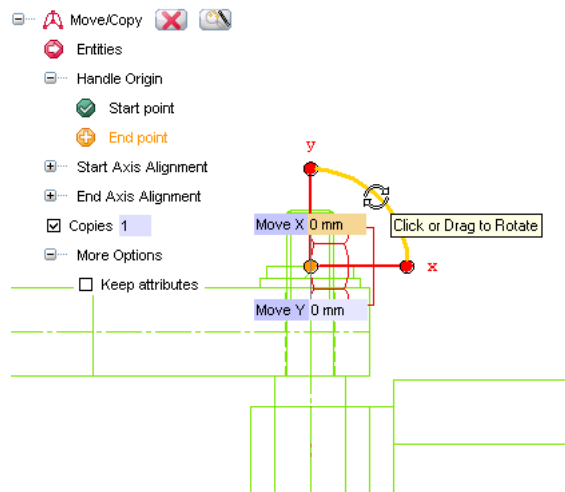 Move/Copy
Entities
Handle Origin
Start point
End point
Start Axis Alignment
End Axis Alignment
Copies 1
More Options
Keep attributes
y
Move X 0 mm
Click or Drag to Rotate
x
Move Y 0 mm